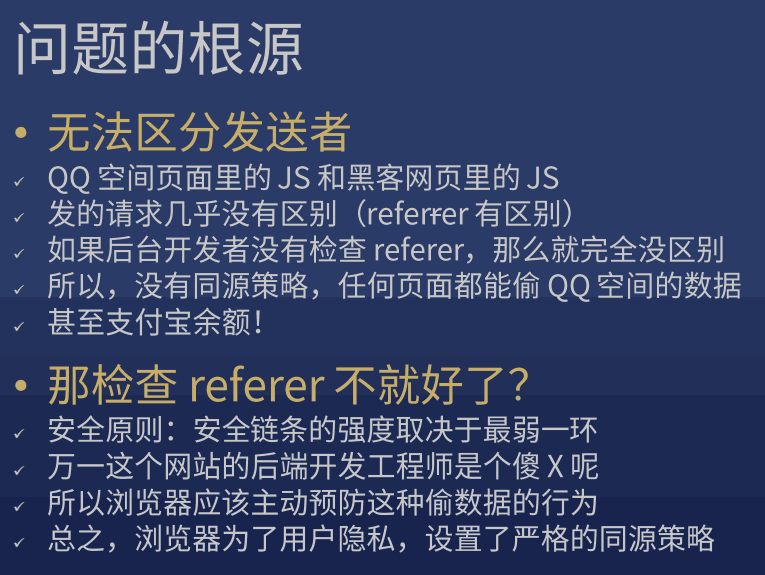 问题的根源
• 无法区分发送者
✓ QQ 空间页面里的 JS 和黑客网页里的 JS
✓ 发的请求几乎没有区别（referrer 有区别）
✓ 如果后台开发者没有检查 referer，那么就完全没区别
✓ 所以，没有同源策略，任何页面都能偷 QQ 空间的数据
✓ 甚至支付宝余额！
• 那检查 referer 不就好了？
✓ 安全原则：安全链条的强度取决于最弱一环
✓ 万一这个网站的后端开发工程师是个傻 X 呢
✓ 所以浏览器应该主动预防这种偷数据的行为
✓ 总之，浏览器为了用户隐私，设置了严格的同源策略